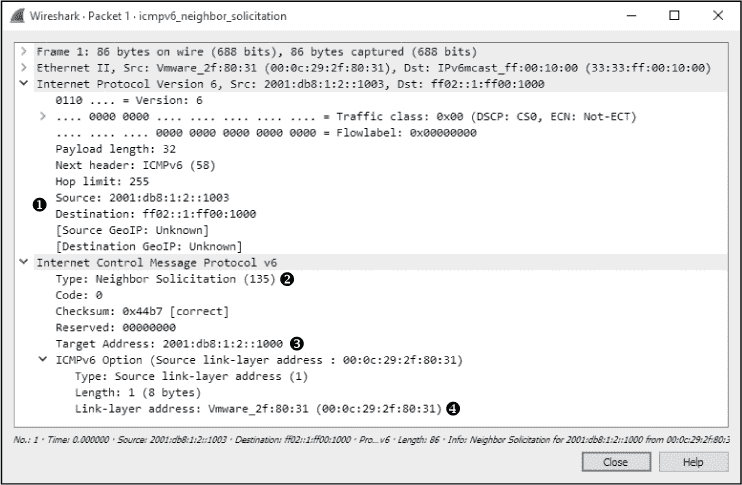 Wireshark · Packet 1 · icmpv6_neighbor_solicitation
Frame 1: 86 bytes on wire (688 bits), 86 bytes captured (688 bits)
Ethernet II, Src: Vmware_2f:80:31 (00:0c:29:2f:80:31), Dst: IPv6mcast_ff:00:10:00 (33:33:ff:00:10:00)
Internet Protocol Version 6, Src: 2001:db8:1:2::1003, Dst: ff02::1:ff00:1000
0110 .... = Version: 6
.... 0000 0000 .... .... .... .... .... = Traffic class: 0x00 (DSCP: CS0, ECN: Not-ECT)
.... .... .... 0000 0000 0000 0000 0000 = Flowlabel: 0x00000000
Payload length: 32
Next header: ICMPv6 (58)
Hop limit: 255
❶ Source: 2001:db8:1:2::1003
Destination: ff02::1:ff00:1000
[Source GeoIP: Unknown]
[Destination GeoIP: Unknown]
Internet Control Message Protocol v6
Type: Neighbor Solicitation (135) ❷
Code: 0
Checksum: 0x44b7 [correct]
Reserved: 00000000
Target Address: 2001:db8:1:2::1000 ❸
ICMPv6 Option (Source link-layer address : 00:0c:29:2f:80:31)
Type: Source link-layer address (1)
Length: 1 (8 bytes)
Link-layer address: Vmware_2f:80:31 (00:0c:29:2f:80:31) ❹
No.: 1 · Time: 0.000000 · Source: 2001:db8:1:2::1003 · Destination: ff02::1:ff00:1000 · Pro...v6 · Length: 86 · Info: Neighbor Solicitation for 2001:db8:1:2::1000 from 00:0c:29:2f:80:3
Close
Help